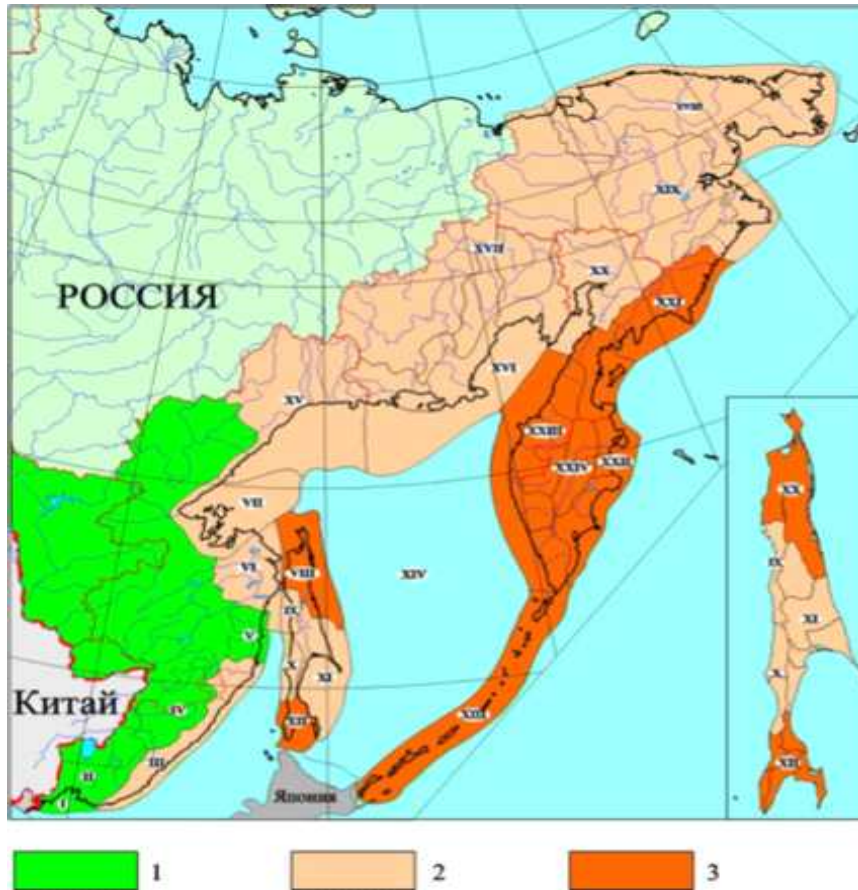 XVIII
XIX
XVII
XX
РОССИЯ
XXI
XVI
XV
XXIII
XXIV
XXII
XX
VII
VI
VIII
XIV
IX
IX
V
X
XI
XI
Китай
IV
XII
XIII
X
III
II
XII
I
Япония
1
2
3